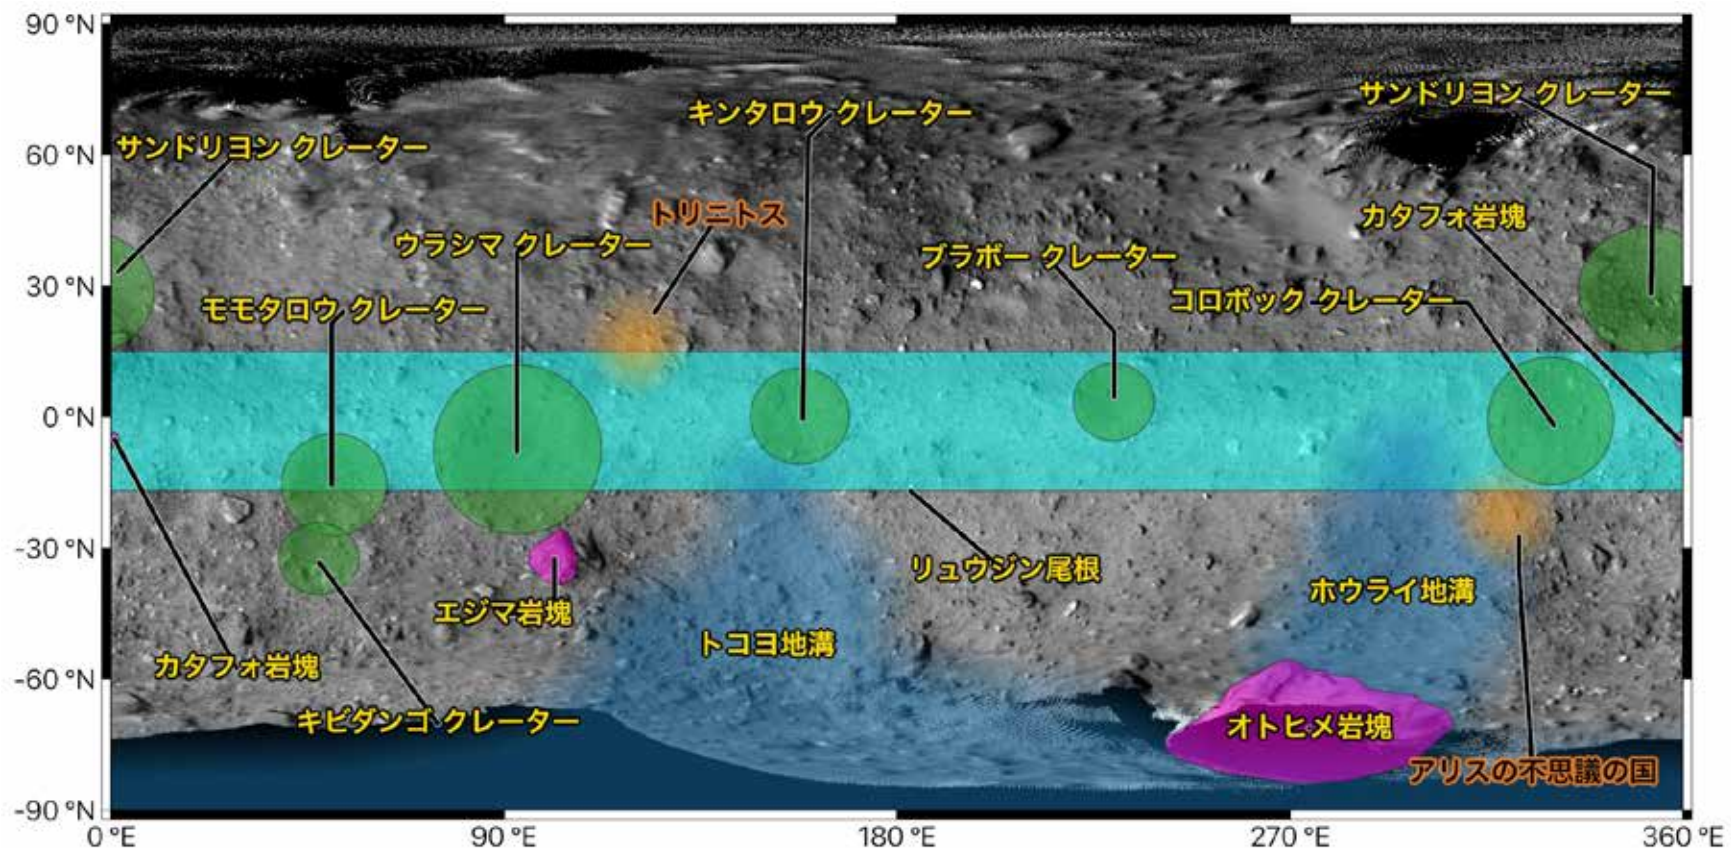 90 °N
サンドリヨン クレーター
キンタロウ クレーター
サンドリヨン クレーター
60 °N
トリニトス
カタフォ岩塊
ウラシマ クレーター
ブラボー クレーター
30 °N
モモタロウ クレーター
コロボック クレーター
0 °N
-30 °N
リュウジン尾根
エジマ岩塊
ホウライ地溝
トコヨ地溝
カタフォ岩塊
-60 °N
キビダンゴ クレーター
オトヒメ岩塊
アリスの不思議の国
-90 °N
0 °E
90 °E
180 °E
270 °E
360 °E